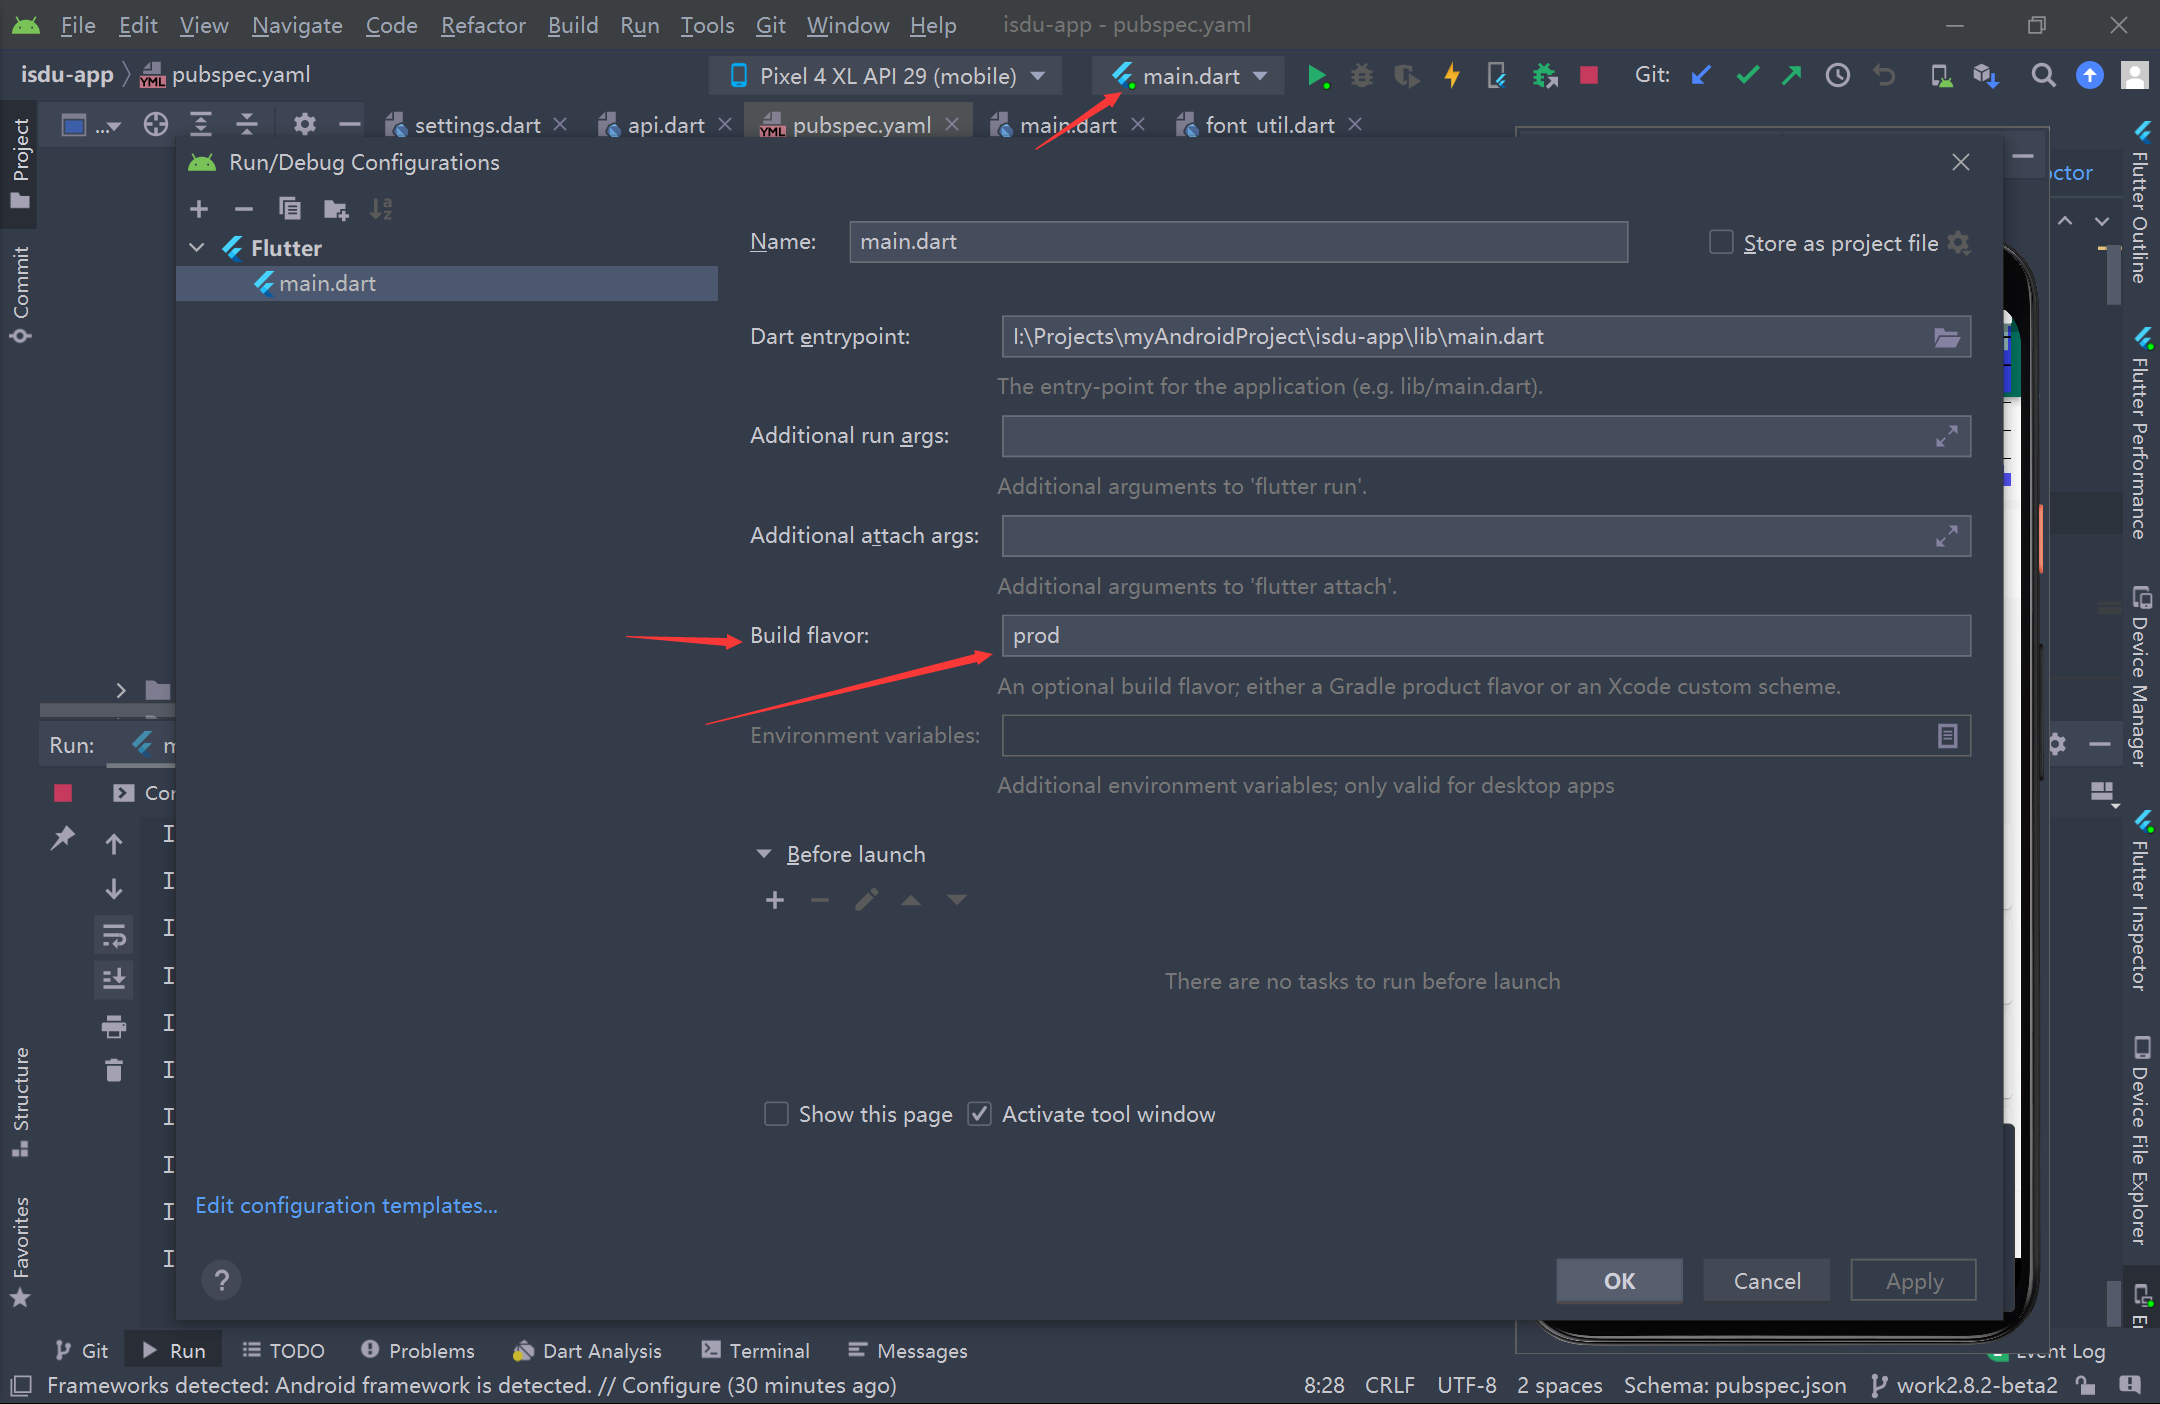 File Edit View Navigate Code Refactor Build Run Tools Git Window Help isdu-app - pubspec.yaml
isdu-app pubspec.yaml Pixel 4 XL API 29 (mobile) main.dart Git:
... settings.dart api.dart pubspec.yaml main.dart font_util.dart
Project
Commit
Structure
Favorites
Run/Debug Configurations
Flutter
main.dart
Name: main.dart Store as project file
Dart entrypoint: I:\Projects\myAndroidProject\isdu-app\lib\main.dart
The entry-point for the application (e.g. lib/main.dart).
Additional run args:
Additional arguments to 'flutter run'.
Additional attach args:
Additional arguments to 'flutter attach'.
Build flavor: prod
An optional build flavor; either a Gradle product flavor or an Xcode custom scheme.
Environment variables:
Additional environment variables; only valid for desktop apps
Before launch
There are no tasks to run before launch
Show this page Activate tool window
Edit configuration templates...
? OK Cancel Apply
Run: m
Con
I
I
I
I
I
I
I
I
I
I
Flutter Outline
Flutter Performance
Device Manager
Flutter Inspector
Device File Explorer
Git Run TODO Problems Dart Analysis Terminal Messages Event Log
Frameworks detected: Android framework is detected. // Configure (30 minutes ago) 8:28 CRLF UTF-8 2 spaces Schema: pubspec.json work2.8.2-beta2